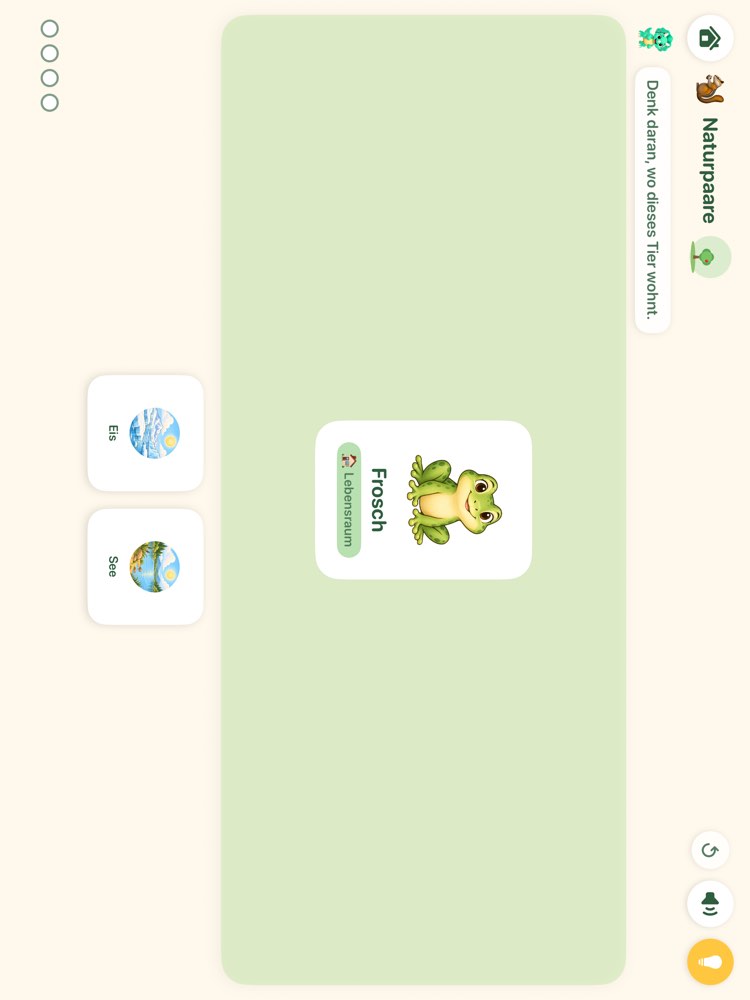 Naturpaare
Denk daran, wo dieses Tier wohnt.
Frosch
Lebensraum
Eis
See